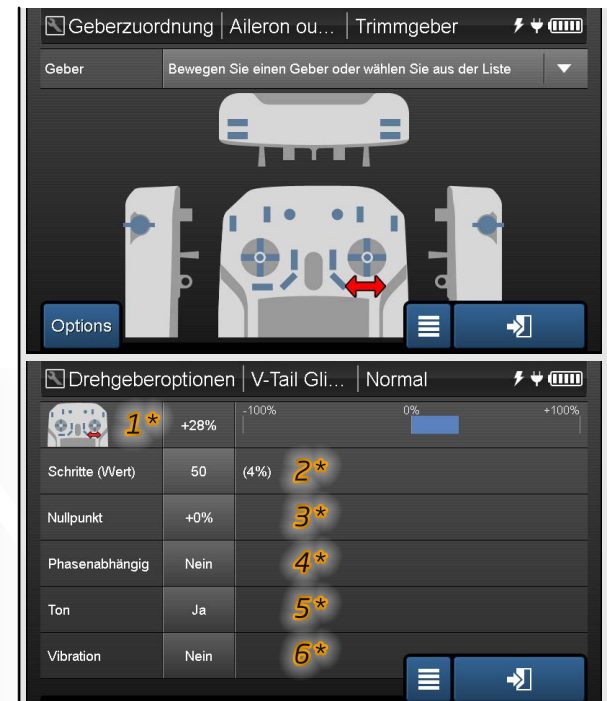 Geberzuordnung Aileron ou... Trimmgeber
Geber Bewegen Sie einen Geber oder wählen Sie aus der Liste
Options
Drehgeberoptionen V-Tail Gli... Normal
1* +28% -100% 0% +100%
Schritte (Wert) 50 (4%) 2*
Nullpunkt +0% 3*
Phasenabhängig Nein 4*
Ton Ja 5*
Vibration Nein 6*